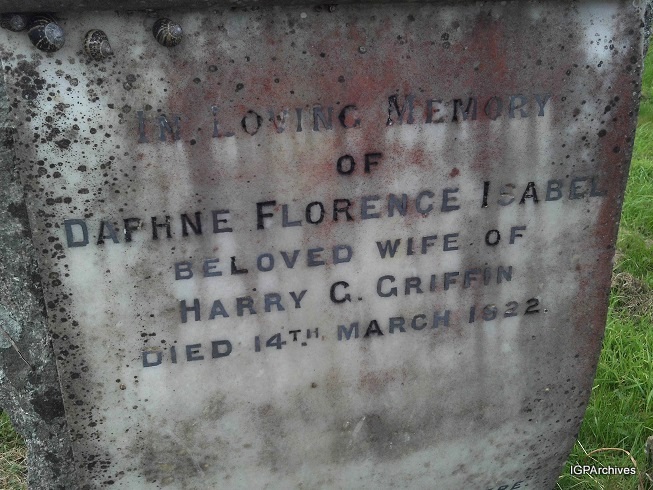 IN LOVING MEMORY
OF
DAPHNE FLORENCE ISABEL
BELOVED WIFE OF
HARRY G. GRIFFIN
DIED 14TH MARCH 1922.
IGPArchives